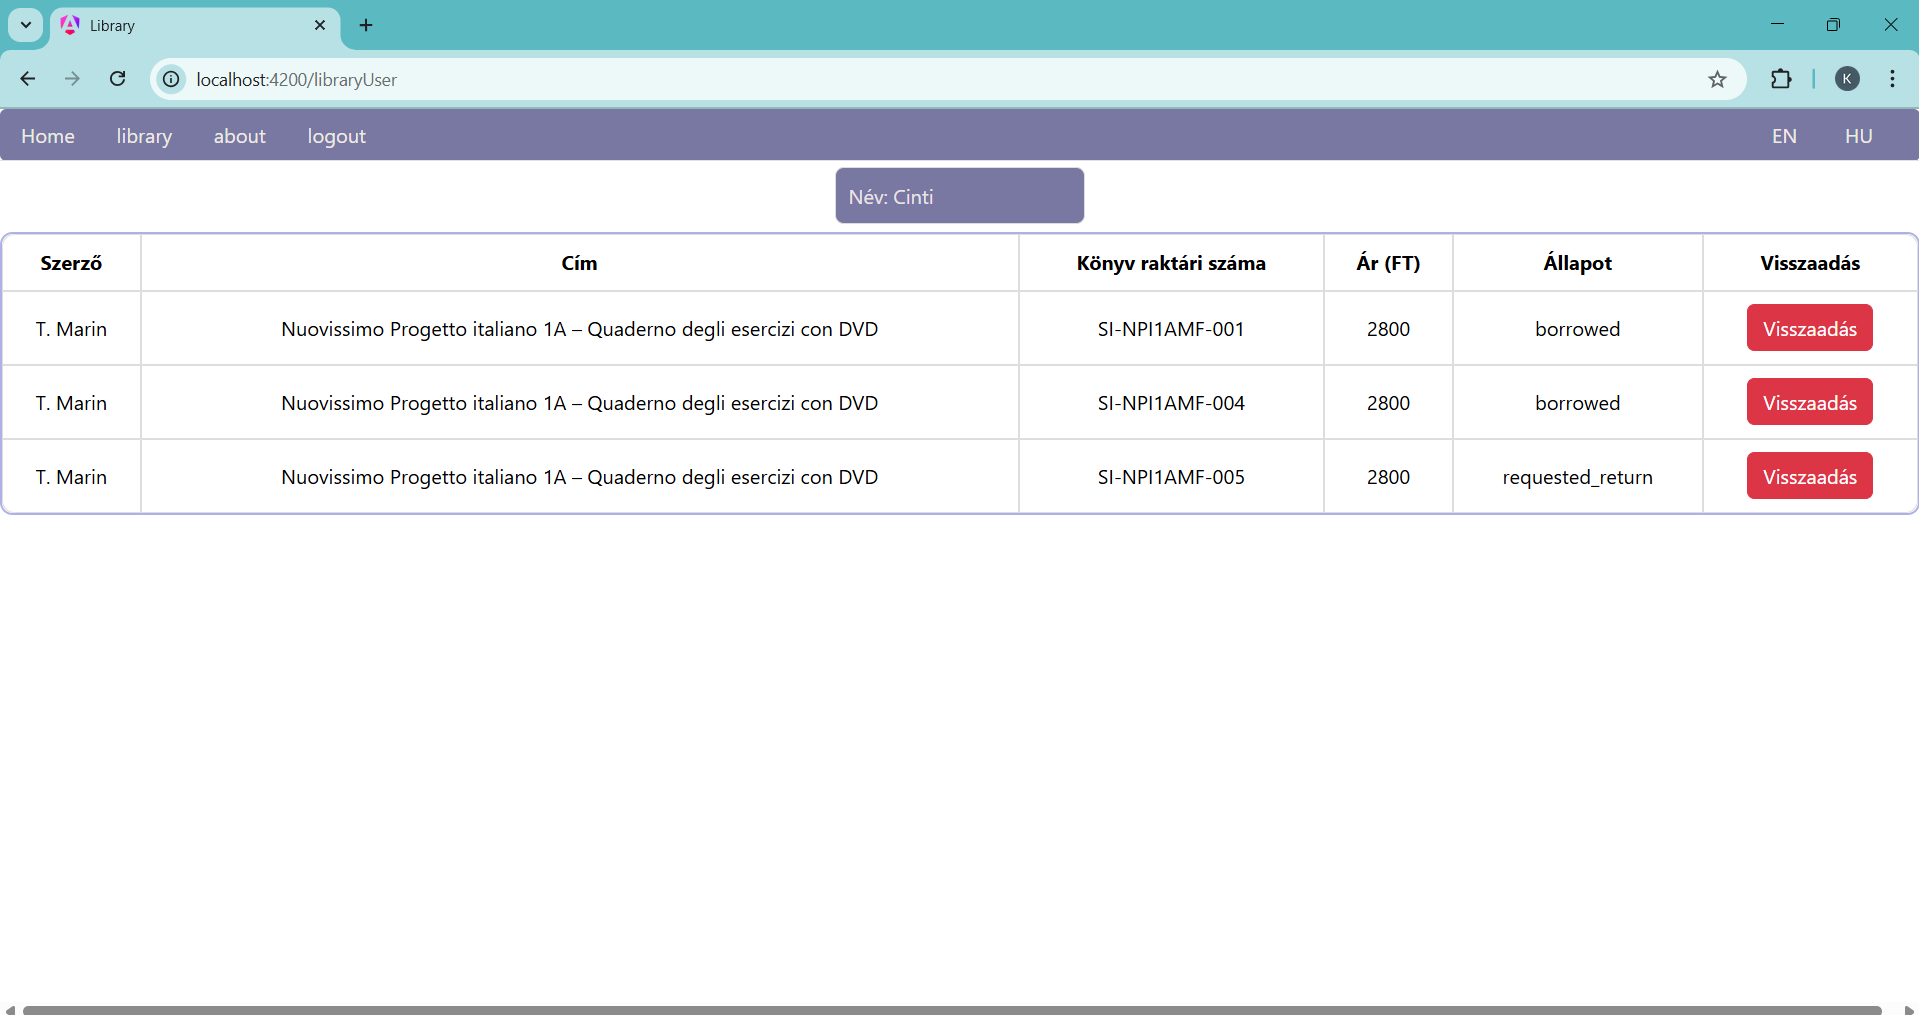 Library
localhost:4200/libraryUser
K
Home library about logout EN HU
Név: Cinti
Szerző Cím Könyv raktári száma Ár (FT) Állapot Visszaadás
T. Marin Nuovissimo Progetto italiano 1A – Quaderno degli esercizi con DVD SI-NPI1AMF-001 2800 borrowed Visszaadás
T. Marin Nuovissimo Progetto italiano 1A – Quaderno degli esercizi con DVD SI-NPI1AMF-004 2800 borrowed Visszaadás
T. Marin Nuovissimo Progetto italiano 1A – Quaderno degli esercizi con DVD SI-NPI1AMF-005 2800 requested_return Visszaadás